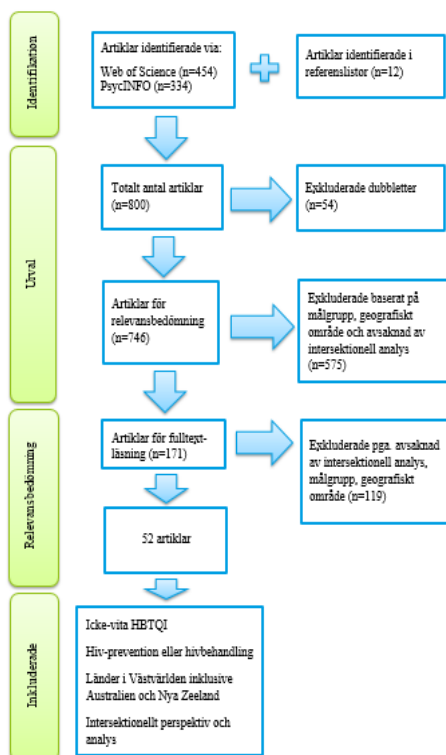 Identifikation
Artiklar identifierade via:
Web of Science (n=454)
PsycINFO (n=334)
Artiklar identifierade i
referenslistor (n=12)
Urval
Totalt antal artiklar
(n=800)
Exkluderade dubbletter
(n=54)
Artiklar för
relevansbedömning
(n=746)
Exkluderade baserat på
målgrupp, geografiskt
område och avsaknad av
intersektionell analys
(n=575)
Relevansbedömning
Artiklar för fulltext-
läsning (n=171)
Exkluderade pga. avsaknad
av intersektionell analys,
målgrupp, geografiskt
område (n=119)
52 artiklar
Inkluderade
Icke-vita HBTQI
Hiv-prevention eller hivbehandling
Länder i Västvärlden inklusive
Australien och Nya Zeeland
Intersektionellt perspektiv och
analys